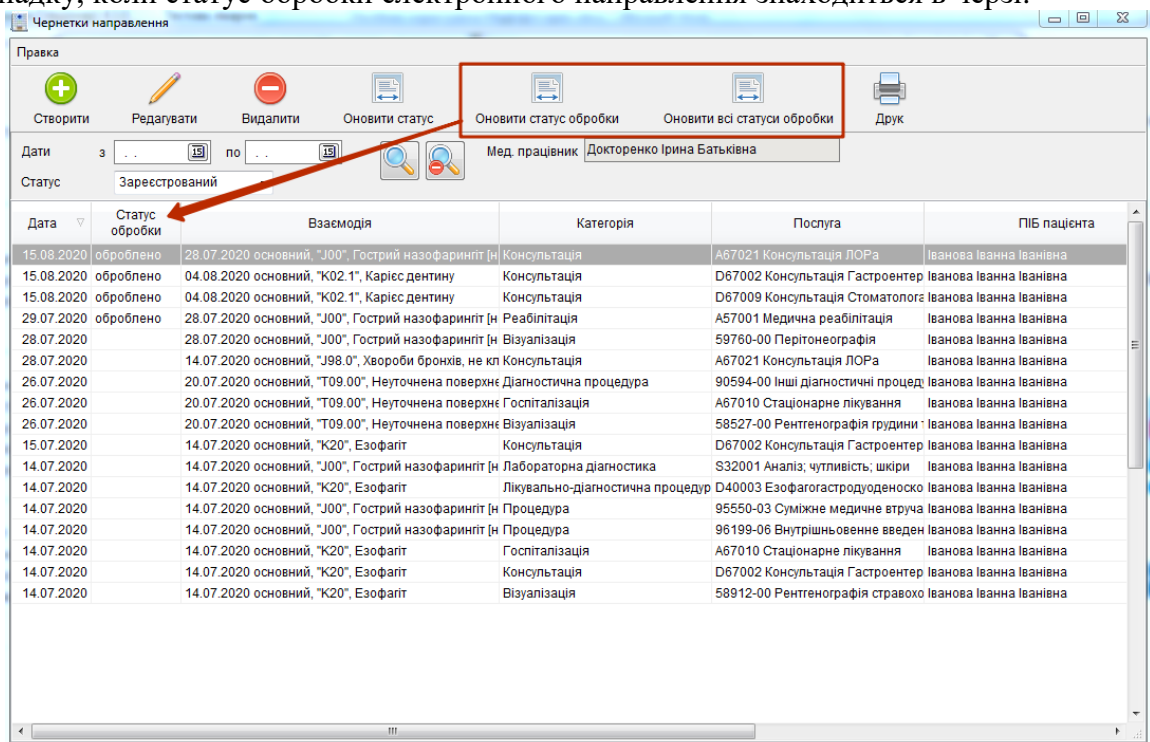 падку, коли статус обробки електронного направлення знаходиться в черзі.
Чернетки направлення
Правка
Створити Редагувати Видалити Оновити статус Оновити статус обробки Оновити всі статуси обробки Друк
Дати з . . 15 по . . 15 Мед. працівник Докторенко Ірина Батьківна
Статус Зареєстрований
Дата Статус обробки Взаємодія Категорія Послуга ПІБ пацієнта
15.08.2020 оброблено 28.07.2020 основний, "J00", Гострий назофарингіт [н Консультація A67021 Консультація ЛОРа Іванова Іванна Іванівна
15.08.2020 оброблено 04.08.2020 основний, "K02.1", Карієс дентину Консультація D67002 Консультація Гастроентер Іванова Іванна Іванівна
15.08.2020 оброблено 04.08.2020 основний, "K02.1", Карієс дентину Консультація D67009 Консультація Стоматолога Іванова Іванна Іванівна
29.07.2020 оброблено 28.07.2020 основний, "J00", Гострий назофарингіт [н Реабілітація A57001 Медична реабілітація Іванова Іванна Іванівна
28.07.2020 28.07.2020 основний, "J00", Гострий назофарингіт [н Візуалізація 59760-00 Перітонеографія Іванова Іванна Іванівна
28.07.2020 14.07.2020 основний, "J98.0", Хвороби бронхів, не кл Консультація A67021 Консультація ЛОРа Іванова Іванна Іванівна
26.07.2020 20.07.2020 основний, "T09.00", Неуточнена поверхне Діагностична процедура 90594-00 Інші діагностичні процед Іванова Іванна Іванівна
26.07.2020 20.07.2020 основний, "T09.00", Неуточнена поверхне Госпіталізація A67010 Стаціонарне лікування Іванова Іванна Іванівна
26.07.2020 20.07.2020 основний, "T09.00", Неуточнена поверхне Візуалізація 58527-00 Рентгенографія грудини Іванова Іванна Іванівна
15.07.2020 14.07.2020 основний, "K20", Езофагіт Консультація D67002 Консультація Гастроентер Іванова Іванна Іванівна
14.07.2020 14.07.2020 основний, "J00", Гострий назофарингіт [н Лабораторна діагностика S32001 Аналіз; чутливість; шкіри Іванова Іванна Іванівна
14.07.2020 14.07.2020 основний, "K20", Езофагіт Лікувально-діагностична процедур D40003 Езофагогастродуоденоско Іванова Іванна Іванівна
14.07.2020 14.07.2020 основний, "J00", Гострий назофарингіт [н Процедура 95550-03 Суміжне медичне втруча Іванова Іванна Іванівна
14.07.2020 14.07.2020 основний, "J00", Гострий назофарингіт [н Процедура 96199-06 Внутрішньовенне введен Іванова Іванна Іванівна
14.07.2020 14.07.2020 основний, "K20", Езофагіт Госпіталізація A67010 Стаціонарне лікування Іванова Іванна Іванівна
14.07.2020 14.07.2020 основний, "K20", Езофагіт Консультація D67002 Консультація Гастроентер Іванова Іванна Іванівна
14.07.2020 14.07.2020 основний, "K20", Езофагіт Візуалізація 58912-00 Рентгенографія стравохо Іванова Іванна Іванівна